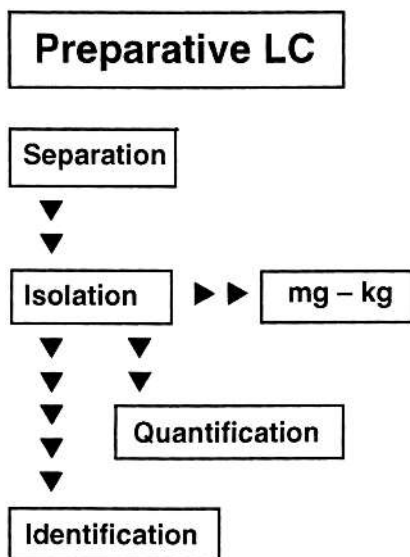 Preparative LC
Separation
Isolation
mg – kg
Quantification
Identification